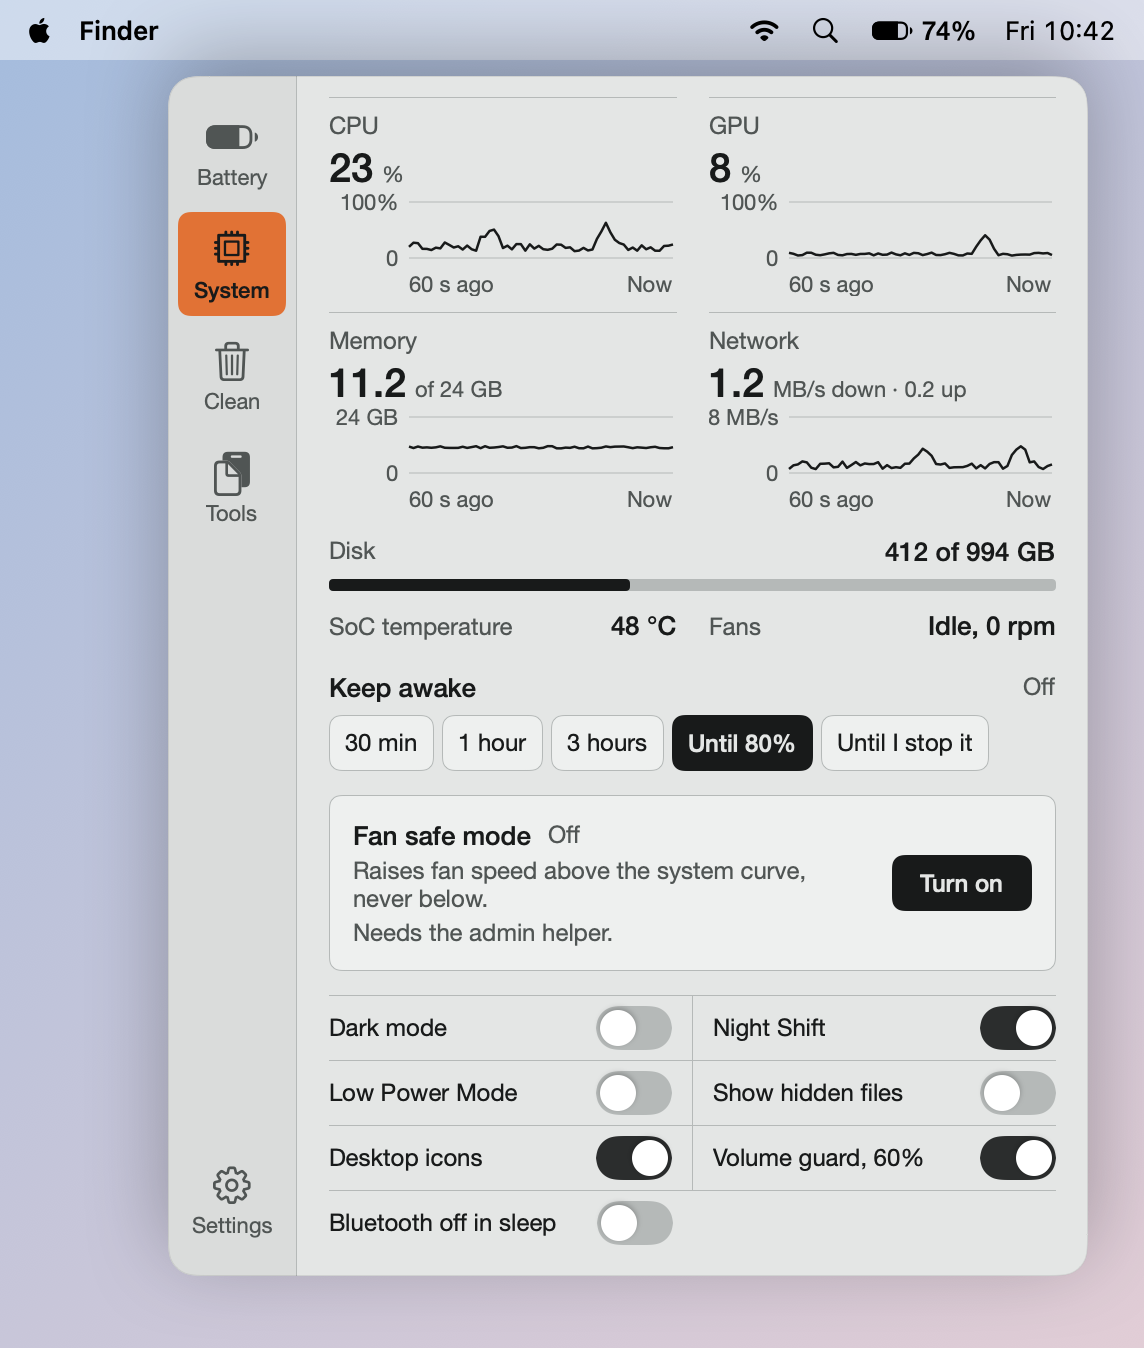 Finder
74%
Fri 10:42
Battery
System
Clean
Tools
Settings
CPU
23 %
100%
0
60 s ago
Now
GPU
8 %
100%
0
60 s ago
Now
Memory
11.2 of 24 GB
24 GB
0
60 s ago
Now
Network
1.2 MB/s down · 0.2 up
8 MB/s
0
60 s ago
Now
Disk
412 of 994 GB
SoC temperature
48 °C
Fans
Idle, 0 rpm
Keep awake
Off
30 min
1 hour
3 hours
Until 80%
Until I stop it
Fan safe mode Off
Raises fan speed above the system curve,
never below.
Needs the admin helper.
Turn on
Dark mode
Night Shift
Low Power Mode
Show hidden files
Desktop icons
Volume guard, 60%
Bluetooth off in sleep